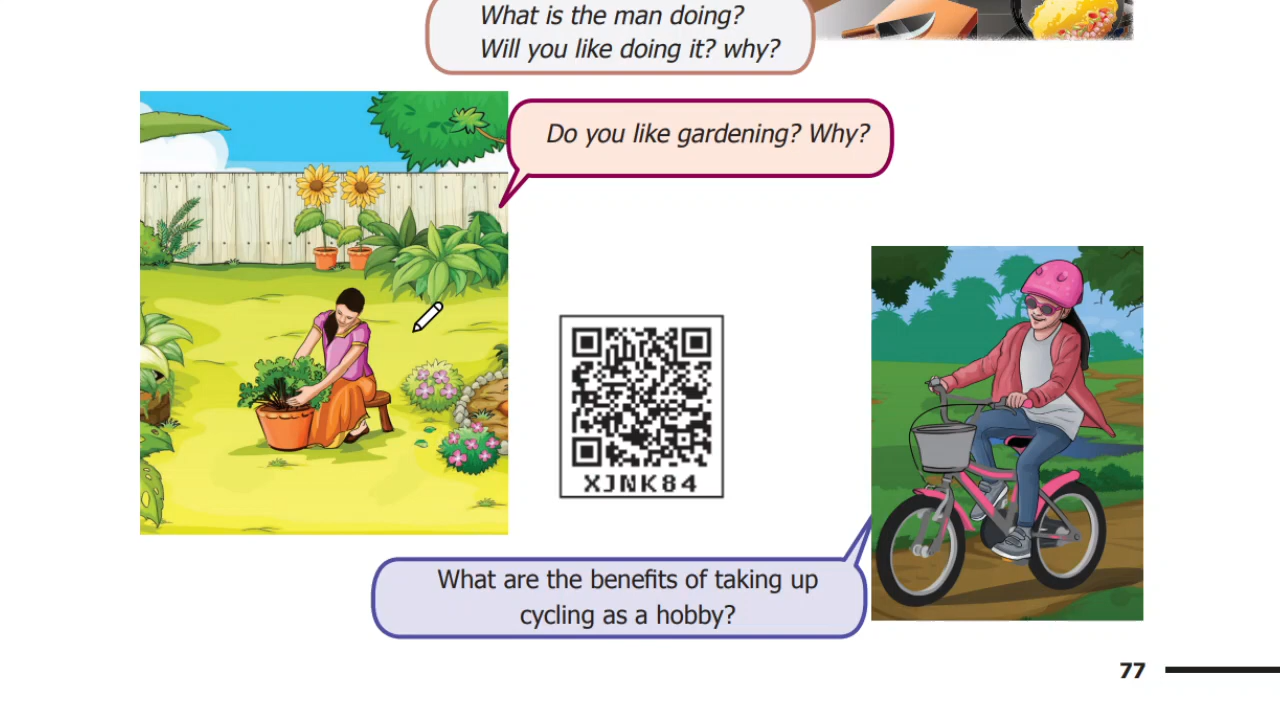 What is the man doing?
Will you like doing it? why?
Do you like gardening? Why?
XJNK84
What are the benefits of taking up
cycling as a hobby?
77